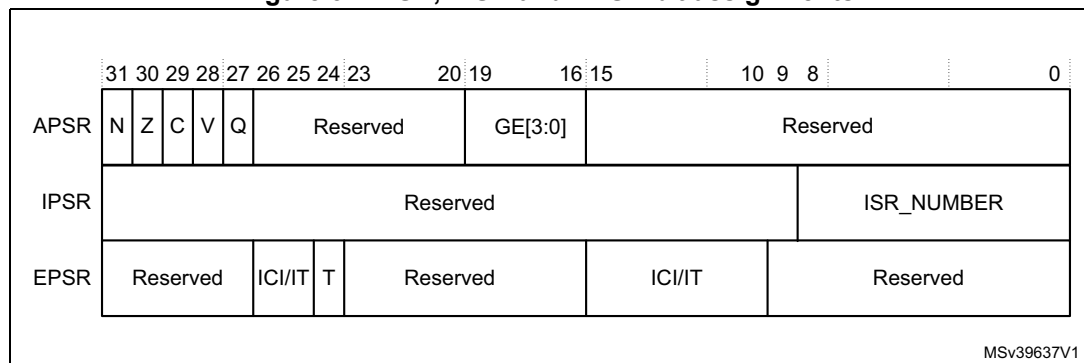 31 30 29 28 27 26 25 24 23 20 19 16 15 10 9 8 0
APSR N Z C V Q Reserved GE[3:0] Reserved
IPSR Reserved ISR_NUMBER
EPSR Reserved ICI/IT T Reserved ICI/IT Reserved
MSv39637V1